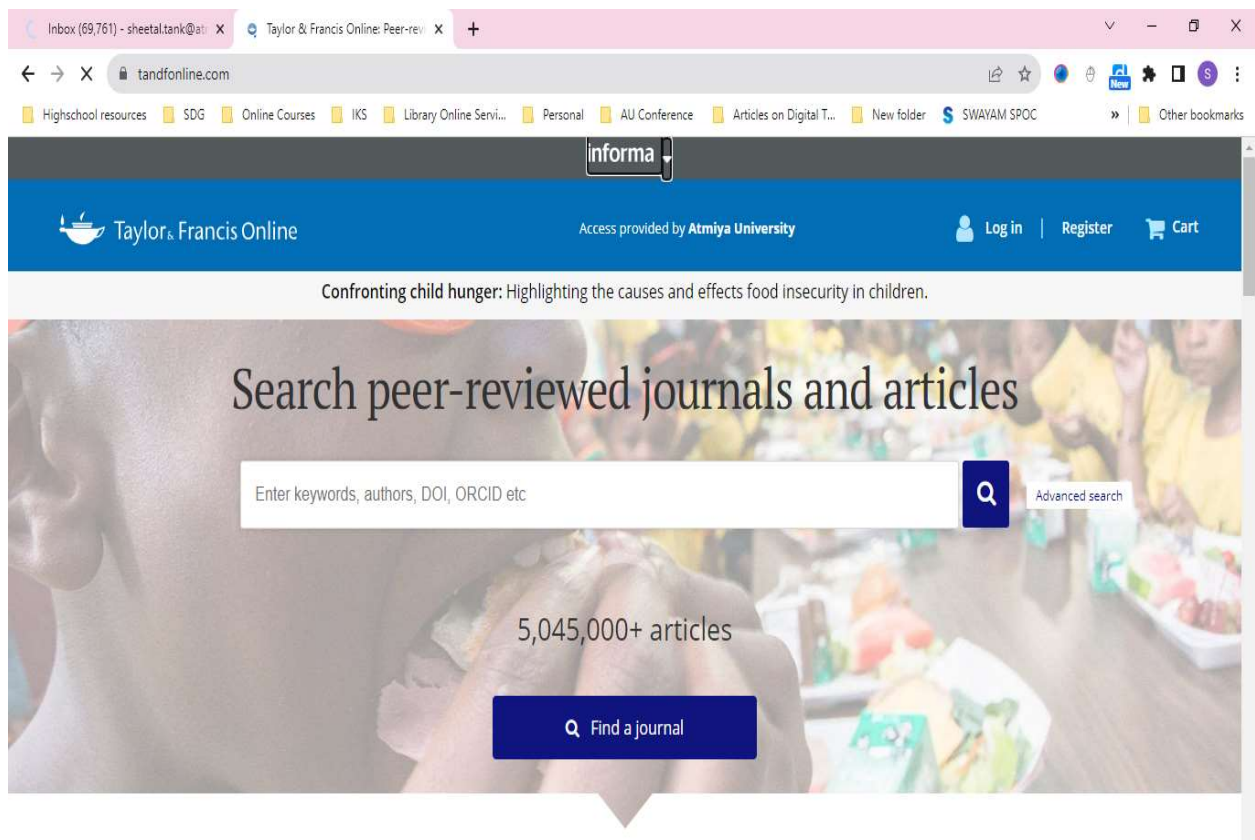 Inbox (69,761) - sheetal.tank@at
Taylor & Francis Online: Peer-rev
tandfonline.com
New
S
Highschool resources SDG Online Courses IKS Library Online Servi... Personal AU Conference Articles on Digital T... New folder S SWAYAM SPOC » Other bookmarks
informa
Taylor & Francis Online Access provided by Atmiya University Log in | Register Cart
Confronting child hunger: Highlighting the causes and effects food insecurity in children.
Search peer-reviewed journals and articles
Enter keywords, authors, DOI, ORCID etc
Advanced search
5,045,000+ articles
Find a journal